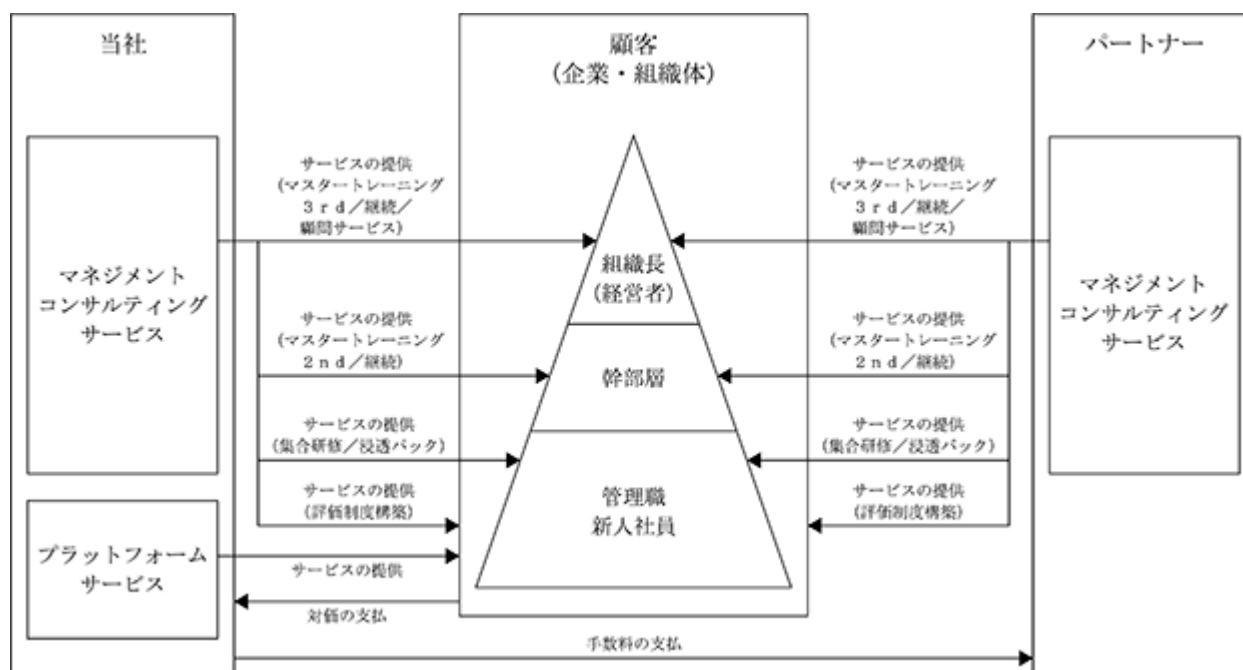 当社
顧客
(企業・組織体)
パートナー
マネジメント
コンサルティング
サービス
プラットフォーム
サービス
サービスの提供
(マスタートレーニング
3rd/継続/
顧問サービス)
サービスの提供
(マスタートレーニング
2nd/継続)
サービスの提供
(集合研修/浸透パック)
サービスの提供
(評価制度構築)
サービスの提供
対価の支払
組織長
(経営者)
幹部層
管理職
新人社員
サービスの提供
(マスタートレーニング
3rd/継続/
顧問サービス)
サービスの提供
(マスタートレーニング
2nd/継続)
サービスの提供
(集合研修/浸透パック)
サービスの提供
(評価制度構築)
マネジメント
コンサルティング
サービス
手数料の支払